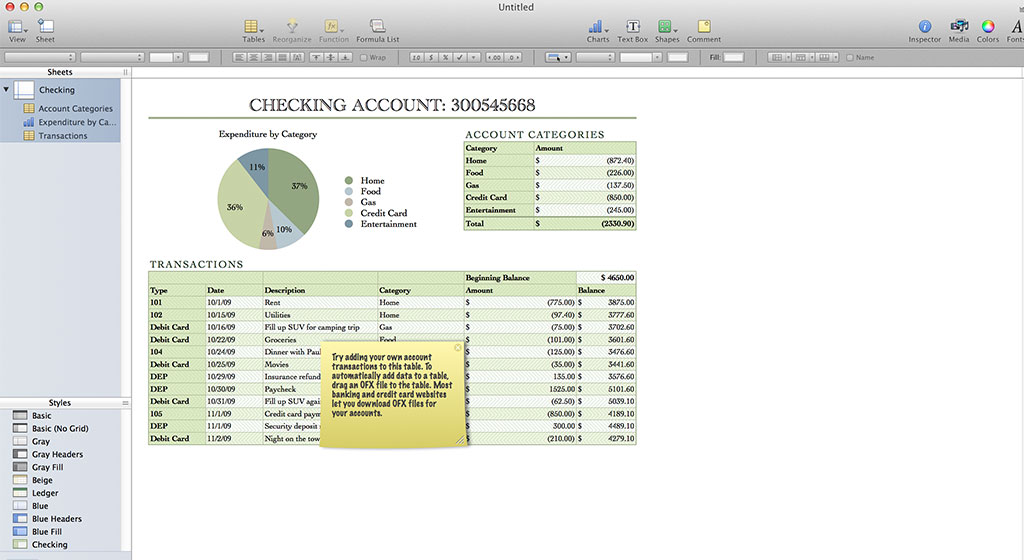 Untitled
View Sheet Tables Reorganize Function Formula List Charts Text Box Shapes Comment Inspector Media Colors Fonts
Wrap 1.0 $ % .00 .0 Fill: Name
Sheets
Checking
Account Categories
Expenditure by Ca...
Transactions
Styles
Basic
Basic (No Grid)
Gray
Gray Headers
Gray Fill
Beige
Ledger
Blue
Blue Headers
Blue Fill
Checking
CHECKING ACCOUNT: 300545668
Expenditure by Category
11%
37%
36%
6% 10%
Home
Food
Gas
Credit Card
Entertainment
ACCOUNT CATEGORIES
Category Amount
Home $ (872.40)
Food $ (226.00)
Gas $ (137.50)
Credit Card $ (850.00)
Entertainment $ (245.00)
Total $ (2330.90)
TRANSACTIONS
Beginning Balance $ 4650.00
Type Date Description Category Amount Balance
101 10/1/09 Rent Home $ (775.00) $ 3875.00
102 10/15/09 Utilities Home $ (97.40) $ 3777.60
Debit Card 10/16/09 Fill up SUV for camping trip Gas $ (75.00) $ 3702.60
Debit Card 10/22/09 Groceries Food $ (101.00) $ 3601.60
104 10/24/09 Dinner with Paul $ (125.00) $ 3476.60
Debit Card 10/25/09 Movies $ (35.00) $ 3441.60
DEP 10/29/09 Insurance refund $ 135.00 $ 3576.60
DEP 10/30/09 Paycheck $ 1525.00 $ 5101.60
Debit Card 10/31/09 Fill up SUV agai $ (62.50) $ 5039.10
105 11/1/09 Credit card paym $ (850.00) $ 4189.10
DEP 11/1/09 Security deposit $ 300.00 $ 4489.10
Debit Card 11/2/09 Night on the tow $ (210.00) $ 4279.10
Try adding your own account
transactions to this table. To
automatically add data to a table,
drag an OFX file to the table. Most
banking and credit card websites
let you download OFX files for
your accounts.